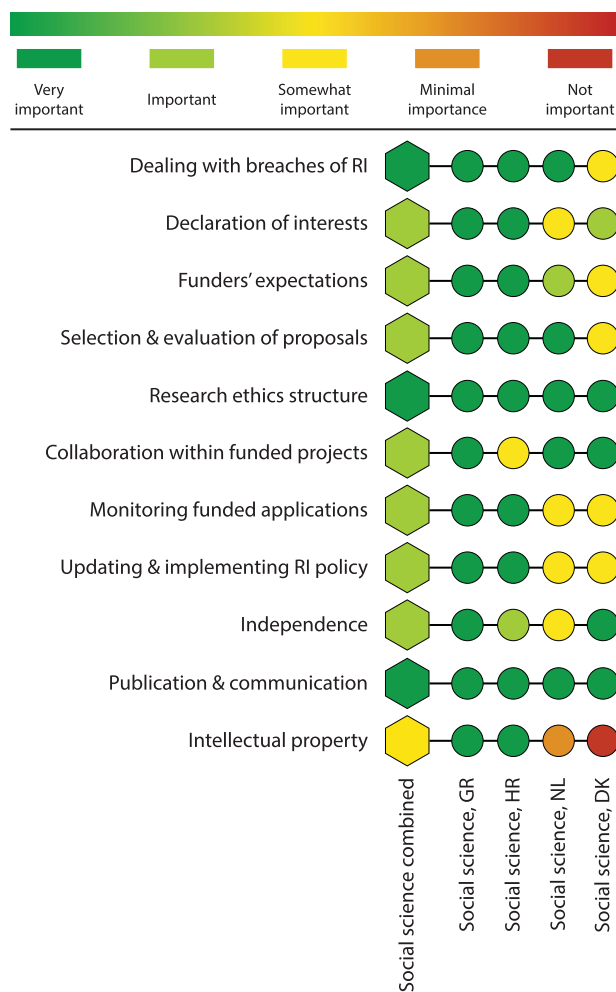 Very
important
Important
Somewhat
important
Minimal
importance
Not
important
Dealing with breaches of RI
Declaration of interests
Funders’ expectations
Selection & evaluation of proposals
Research ethics structure
Collaboration within funded projects
Monitoring funded applications
Updating & implementing RI policy
Independence
Publication & communication
Intellectual property
Social science combined
Social science, GR
Social science, HR
Social science, NL
Social science, DK